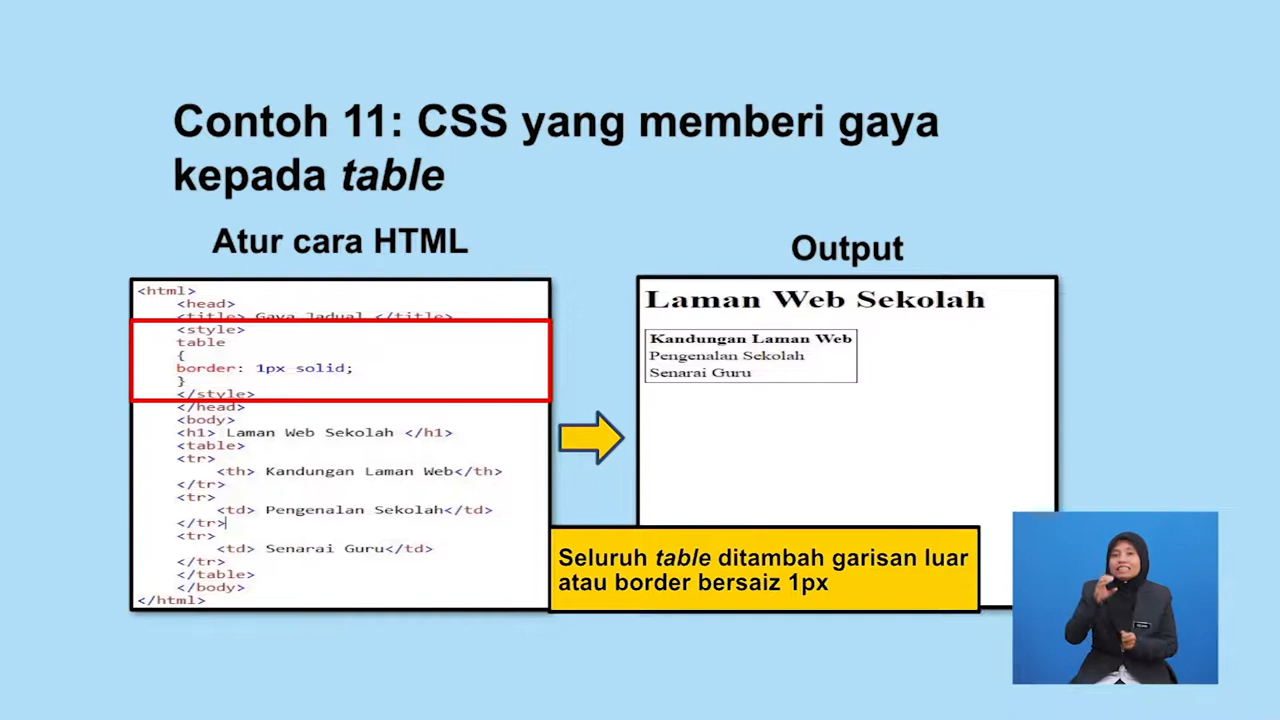 Contoh 11: CSS yang memberi gaya
kepada table
Atur cara HTML
<html>
<head>
<title> Gaya Jadual </title>
<style>
table
{
border: 1px solid;
}
</style>
</head>
<body>
<h1> Laman Web Sekolah </h1>
<table>
<tr>
<th> Kandungan Laman Web</th>
</tr>
<tr>
<td> Pengenalan Sekolah</td>
</tr>
<tr>
<td> Senarai Guru</td>
</tr>
</table>
</body>
</html>
Output
Laman Web Sekolah
Kandungan Laman Web
Pengenalan Sekolah
Senarai Guru
Seluruh table ditambah garisan luar
atau border bersaiz 1px